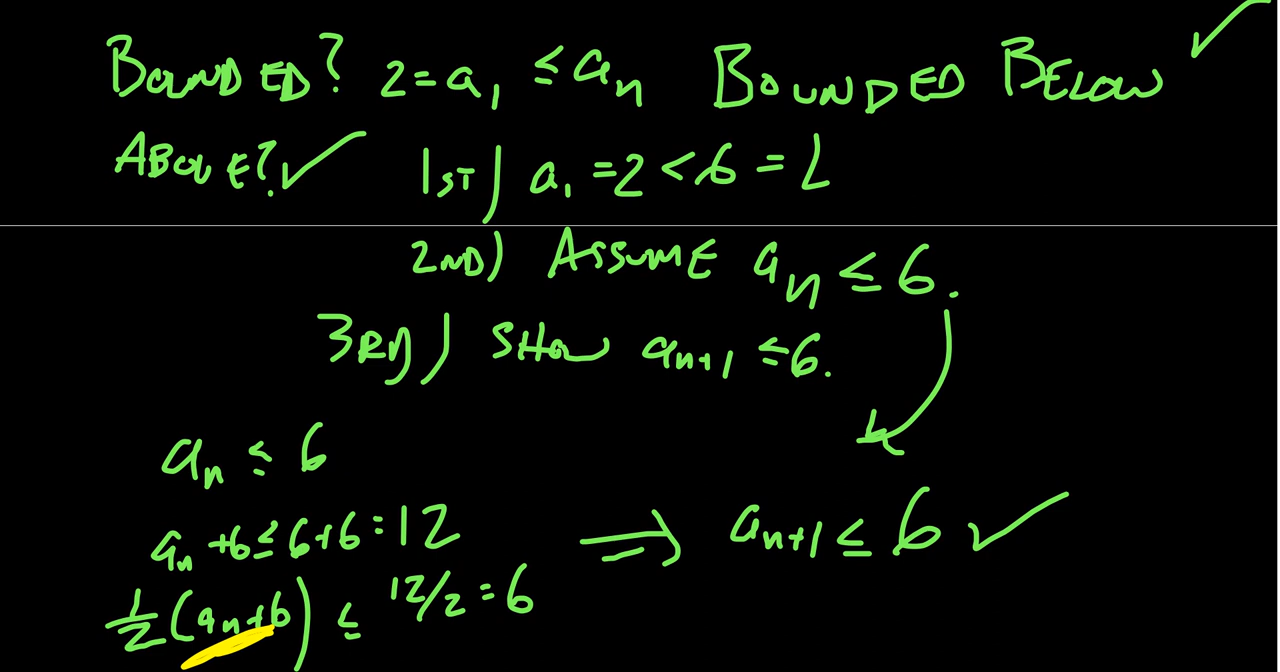 BOUNDED? 2 = a₁ ≤ aₙ BOUNDED BELOW ✓
ABOVE? ✓ 1ST) a₁ = 2 < 6 = L
2ND) ASSUME aₙ ≤ 6.
3RD) SHOW aₙ₊₁ ≤ 6.
aₙ ≤ 6
aₙ + 6 ≤ 6 + 6 = 12 ⟹ aₙ₊₁ ≤ 6 ✓
1/2 (aₙ + 6) ≤ 12/2 = 6